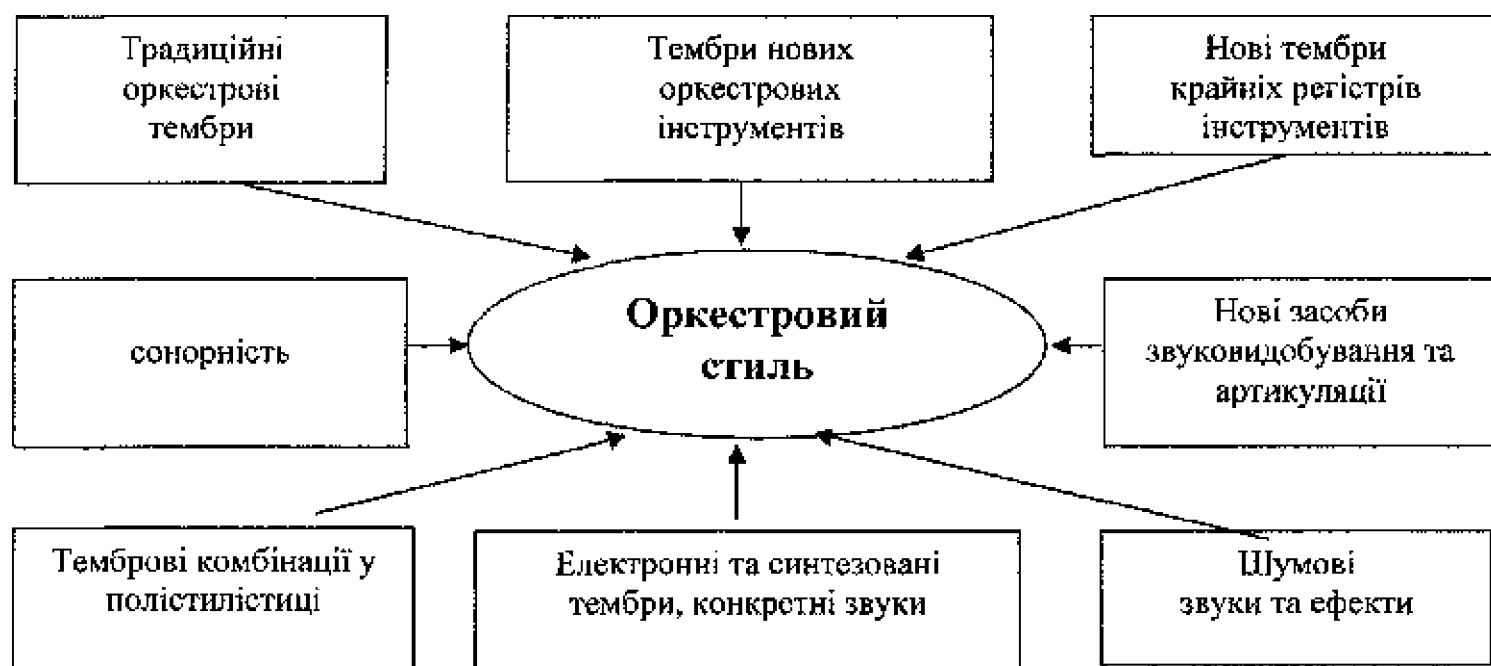 Традиційні
оркестрові
тембри
Тембри нових
оркестрових
інструментів
Нові тембри
крайніх регістрів
інструментів
сонорність
Оркестровий
стиль
Нові засоби
звуковидобування та
артикуляції
Темброві комбінації у
полістилістиці
Електронні та синтезовані
тембри, конкретні звуки
Шумові
звуки та ефекти